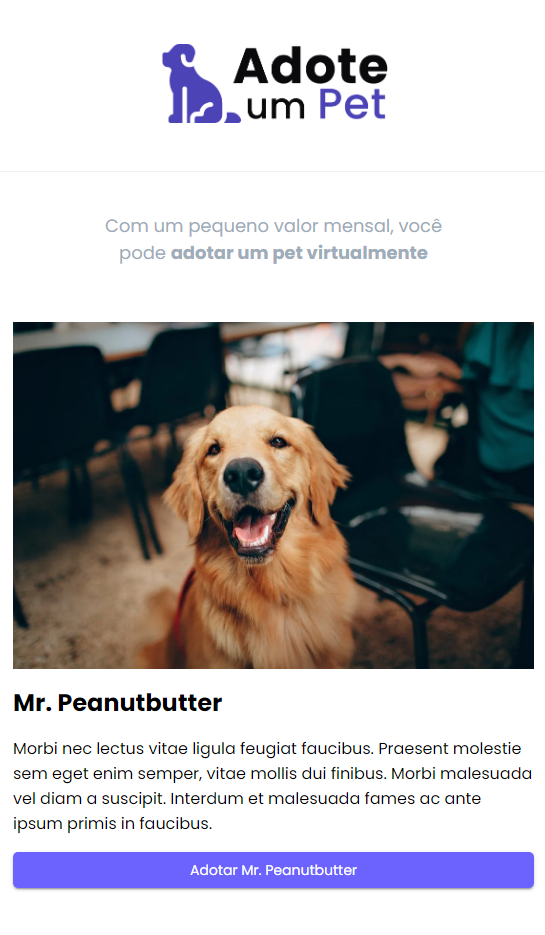 Adote
um Pet
Com um pequeno valor mensal, você
pode adotar um pet virtualmente
Mr. Peanutbutter
Morbi nec lectus vitae ligula feugiat faucibus. Praesent molestie
sem eget enim semper, vitae mollis dui finibus. Morbi malesuada
vel diam a suscipit. Interdum et malesuada fames ac ante
ipsum primis in faucibus.
Adotar Mr. Peanutbutter